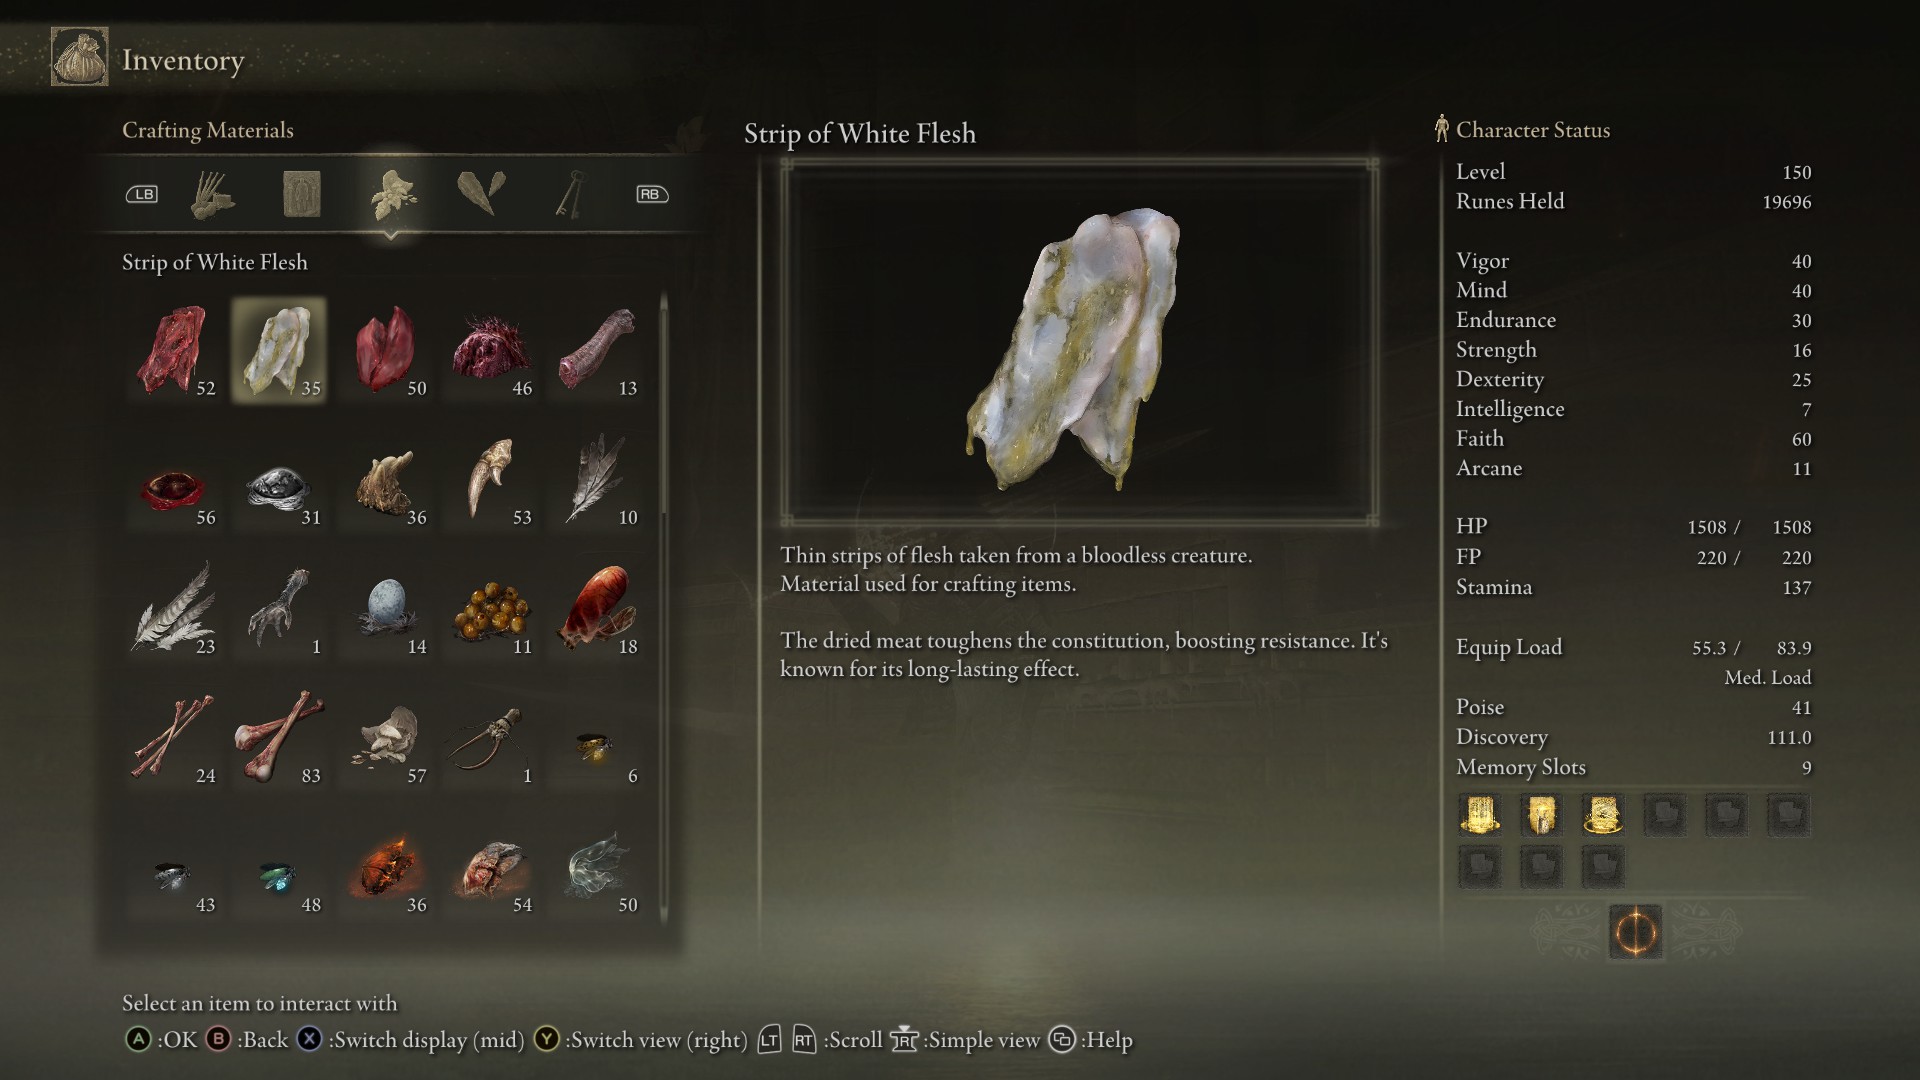 Inventory
Crafting Materials
LB
RB
Strip of White Flesh
52
35
50
46
13
56
31
36
53
10
23
1
14
11
18
24
83
57
1
6
43
48
36
54
50
Strip of White Flesh
Thin strips of flesh taken from a bloodless creature.
Material used for crafting items.
The dried meat toughens the constitution, boosting resistance. It's
known for its long-lasting effect.
Character Status
Level 150
Runes Held 19696
Vigor 40
Mind 40
Endurance 30
Strength 16
Dexterity 25
Intelligence 7
Faith 60
Arcane 11
HP 1508 / 1508
FP 220 / 220
Stamina 137
Equip Load 55.3 / 83.9
Med. Load
Poise 41
Discovery 111.0
Memory Slots 9
Select an item to interact with
A :OK B :Back X :Switch display (mid) Y :Switch view (right) LT RT :Scroll R :Simple view :Help